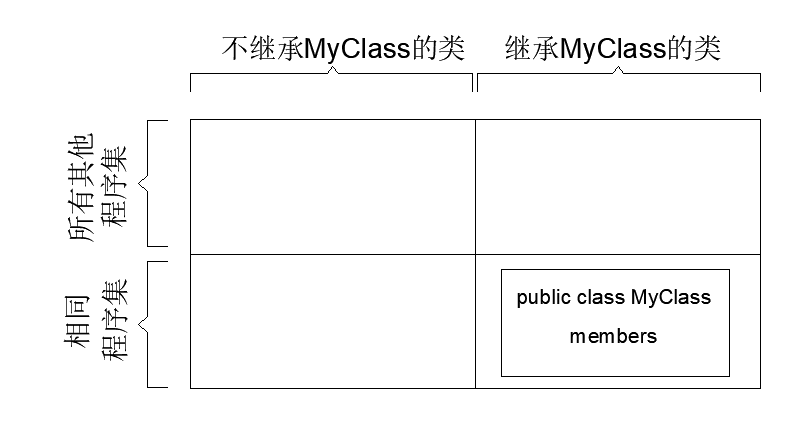 不继承MyClass的类
继承MyClass的类
所有其他
程序集
相同
程序集
public class MyClass
members